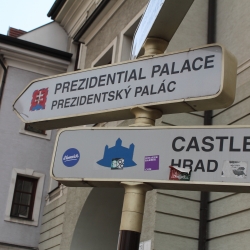 PREZIDENTIAL PALACE
PREZIDENTSKÝ PALÁC
CASTLE
HRAD